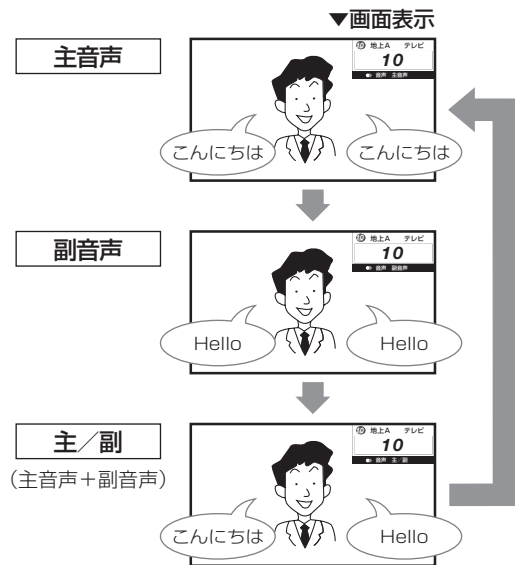 ▼画面表示
主音声
⑩ 地上A テレビ
10
音声 主音声
こんにちは こんにちは
副音声
⑩ 地上A テレビ
10
音声 副音声
Hello Hello
主／副
(主音声＋副音声)
⑩ 地上A テレビ
10
音声 主／副
こんにちは Hello